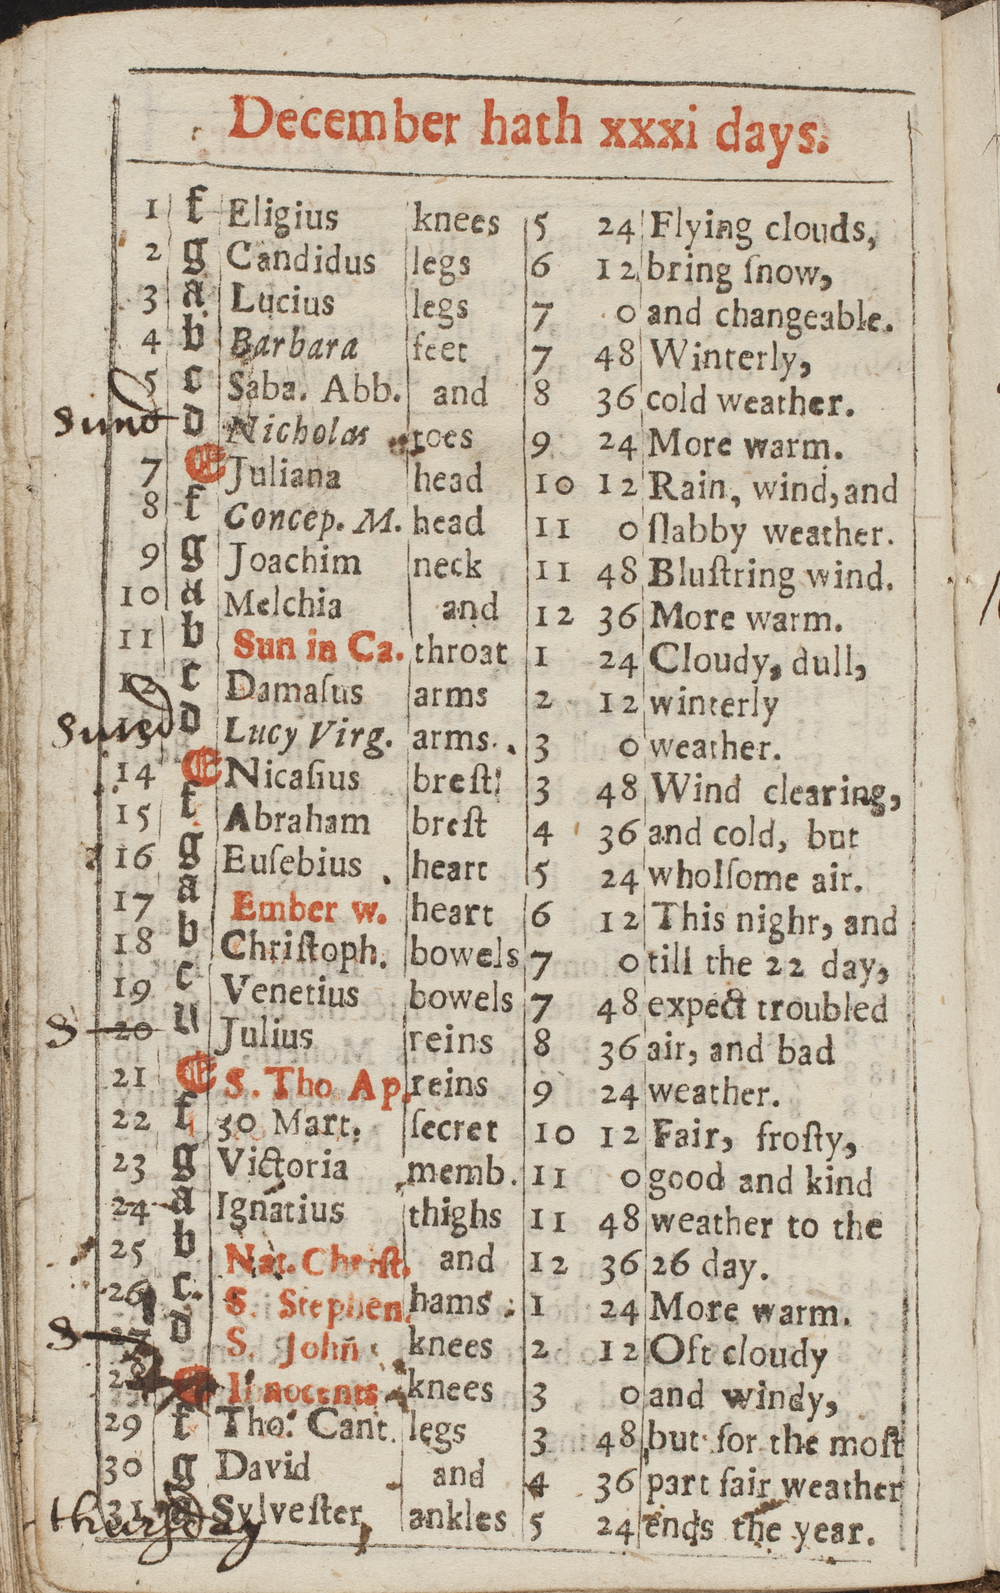 December hath xxxi days.
1 f Eligius knees 5 24 Flying clouds,
2 g Candidus legs 6 12 bring ſnow,
3 a Lucius legs 7 0 and changeable.
4 b Barbara feet 7 48 Winterly,
5 c Saba. Abb. and 8 36 cold weather.
Sund d Nicholas toes 9 24 More warm.
7 E Juliana head 10 12 Rain, wind, and
8 f Concep. M. head 11 0 ſlabby weather.
9 g Joachim neck 11 48 Bluſtring wind.
10 a Melchia and 12 36 More warm.
11 b Sun in Ca. throat 1 24 Cloudy, dull,
12 c Damaſus arms 2 12 winterly
Sund 13 d Lucy Virg. arms. 3 0 weather.
14 E Nicaſius breſt 3 48 Wind clearing,
15 f Abraham breſt 4 36 and cold, but
16 g Euſebius heart 5 24 wholſome air.
17 a Ember w. heart 6 12 This nighr, and
18 b Chriſtoph. bowels 7 0 till the 22 day,
19 c Venetius bowels 7 48 expect troubled
S 20 d Julius reins 8 36 air, and bad
21 E S. Tho Ap. reins 9 24 weather.
22 f 30 Mart. ſecret 10 12 Fair, froſty,
23 g Victoria memb. 11 0 good and kind
24 a Ignatius thighs 11 48 weather to the
25 b Nat. Chriſt. and 12 36 26 day.
26 c S. Stephen. hams 1 24 More warm.
S 27 d S. John knees 2 12 Oft cloudy
28 E Innocents knees 3 0 and windy,
29 f Tho. Cant. legs 3 48 but for the moſt
30 g David and 4 36 part fair weather
31 a Sylveſter ankles 5 24 ends the year.
thursday